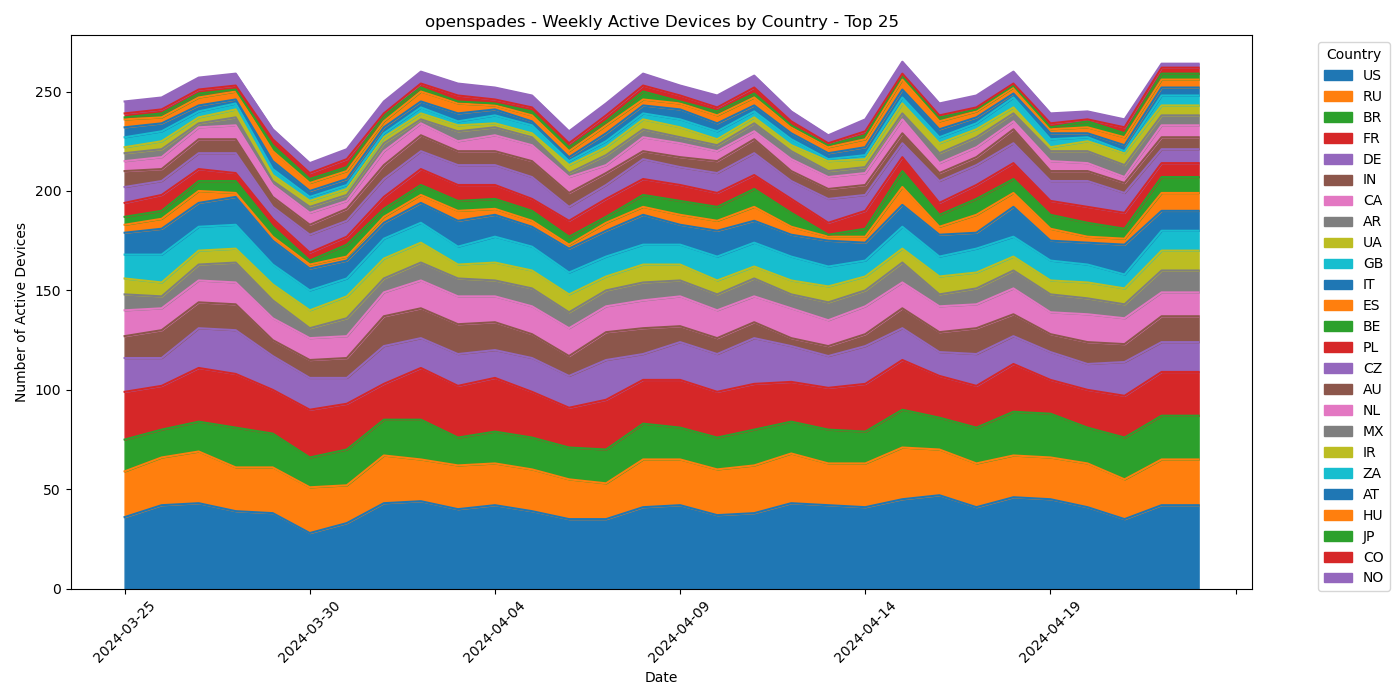 openspades - Weekly Active Devices by Country - Top 25
Number of Active Devices
250
200
150
100
50
0
2024-03-25
2024-03-30
2024-04-04
2024-04-09
2024-04-14
2024-04-19
Date
Country
US
RU
BR
FR
DE
IN
CA
AR
UA
GB
IT
ES
BE
PL
CZ
AU
NL
MX
IR
ZA
AT
HU
JP
CO
NO